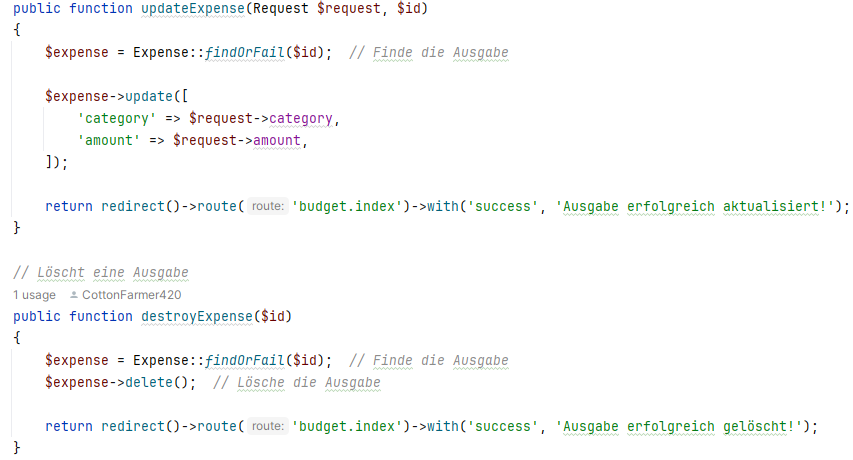 public function updateExpense(Request $request, $id)
{
    $expense = Expense::findOrFail($id);  // Finde die Ausgabe

    $expense->update([
        'category' => $request->category,
        'amount' => $request->amount,
    ]);

    return redirect()->route( route: 'budget.index')->with('success', 'Ausgabe erfolgreich aktualisiert!');
}

// Löscht eine Ausgabe
1 usage   CottonFarmer420
public function destroyExpense($id)
{
    $expense = Expense::findOrFail($id);  // Finde die Ausgabe
    $expense->delete();  // Lösche die Ausgabe

    return redirect()->route( route: 'budget.index')->with('success', 'Ausgabe erfolgreich gelöscht!');
}